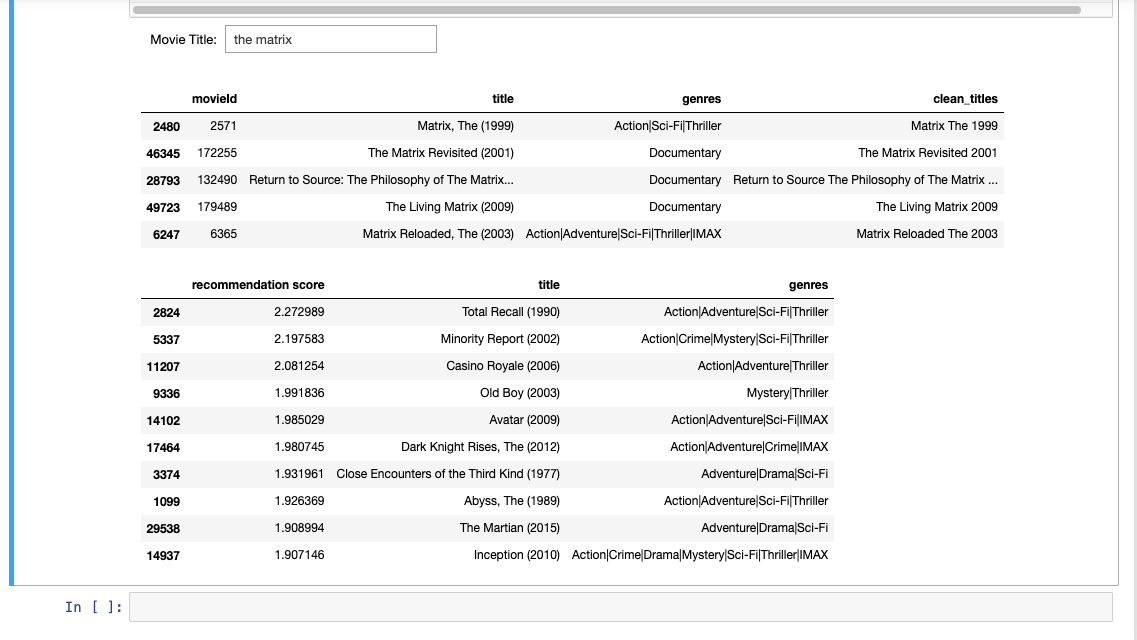 Movie Title: the matrix
movieId title genres clean_titles
2480 2571 Matrix, The (1999) Action|Sci-Fi|Thriller Matrix The 1999
46345 172255 The Matrix Revisited (2001) Documentary The Matrix Revisited 2001
28793 132490 Return to Source: The Philosophy of The Matrix... Documentary Return to Source The Philosophy of The Matrix ...
49723 179489 The Living Matrix (2009) Documentary The Living Matrix 2009
6247 6365 Matrix Reloaded, The (2003) Action|Adventure|Sci-Fi|Thriller|IMAX Matrix Reloaded The 2003
recommendation score title genres
2824 2.272989 Total Recall (1990) Action|Adventure|Sci-Fi|Thriller
5337 2.197583 Minority Report (2002) Action|Crime|Mystery|Sci-Fi|Thriller
11207 2.081254 Casino Royale (2006) Action|Adventure|Thriller
9336 1.991836 Old Boy (2003) Mystery|Thriller
14102 1.985029 Avatar (2009) Action|Adventure|Sci-Fi|IMAX
17464 1.980745 Dark Knight Rises, The (2012) Action|Adventure|Crime|IMAX
3374 1.931961 Close Encounters of the Third Kind (1977) Adventure|Drama|Sci-Fi
1099 1.926369 Abyss, The (1989) Action|Adventure|Sci-Fi|Thriller
29538 1.908994 The Martian (2015) Adventure|Drama|Sci-Fi
14937 1.907146 Inception (2010) Action|Crime|Drama|Mystery|Sci-Fi|Thriller|IMAX
In [ ]: